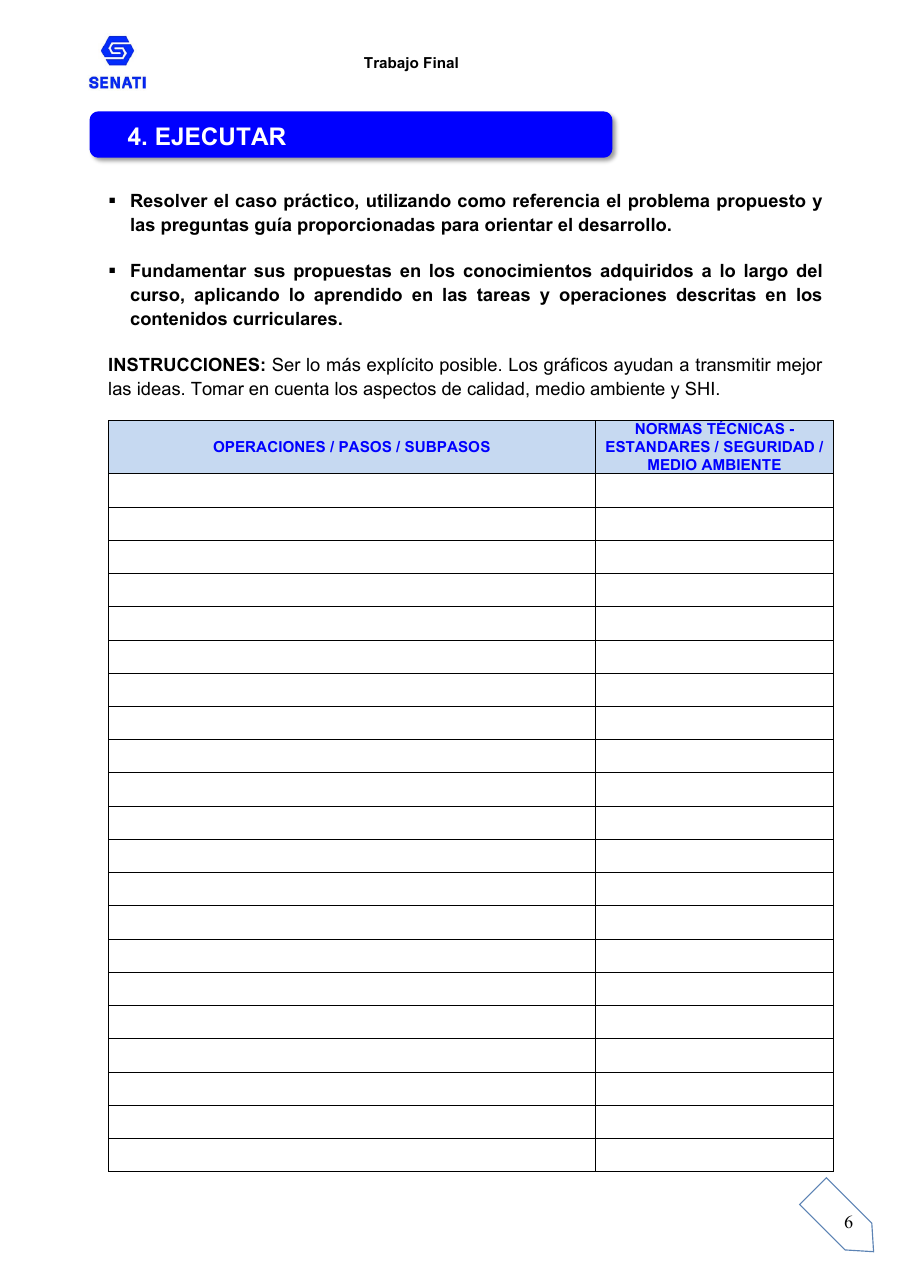 SENATI
Trabajo Final
4. EJECUTAR
▪ Resolver el caso práctico, utilizando como referencia el problema propuesto y
las preguntas guía proporcionadas para orientar el desarrollo.
▪ Fundamentar sus propuestas en los conocimientos adquiridos a lo largo del
curso, aplicando lo aprendido en las tareas y operaciones descritas en los
contenidos curriculares.
INSTRUCCIONES: Ser lo más explícito posible. Los gráficos ayudan a transmitir mejor
las ideas. Tomar en cuenta los aspectos de calidad, medio ambiente y SHI.
OPERACIONES / PASOS / SUBPASOS
NORMAS TÉCNICAS -
ESTANDARES / SEGURIDAD /
MEDIO AMBIENTE
6